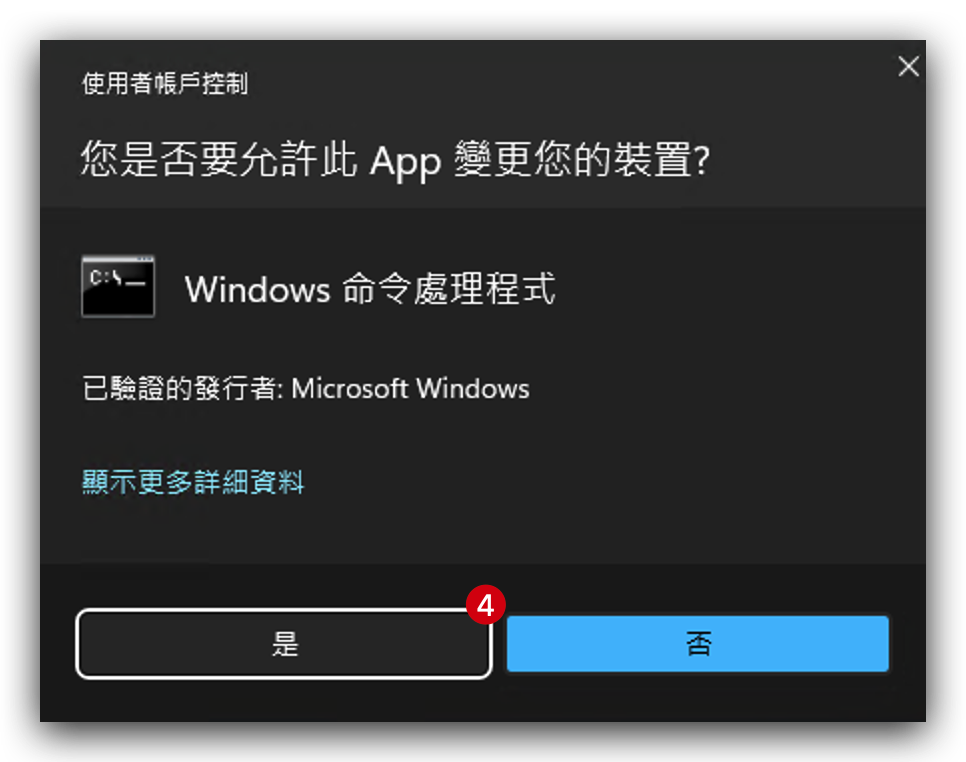 使用者帳戶控制
您是否要允許此 App 變更您的裝置?
C:\_
Windows 命令處理程式
已驗證的發行者: Microsoft Windows
顯示更多詳細資料
4
是
否